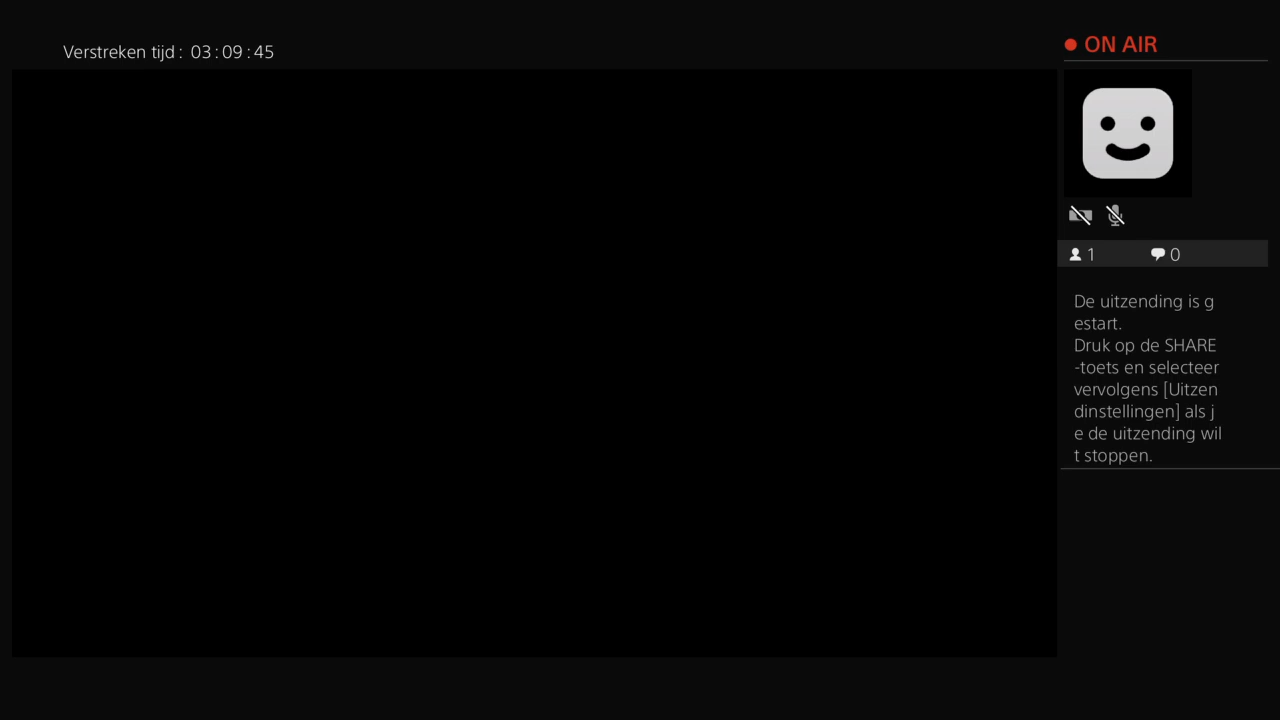 Verstreken tijd : 03 : 09 : 45
ON AIR
1
0
De uitzending is g
estart.
Druk op de SHARE
-toets en selecteer
vervolgens [Uitzen
dinstellingen] als j
e de uitzending wil
t stoppen.